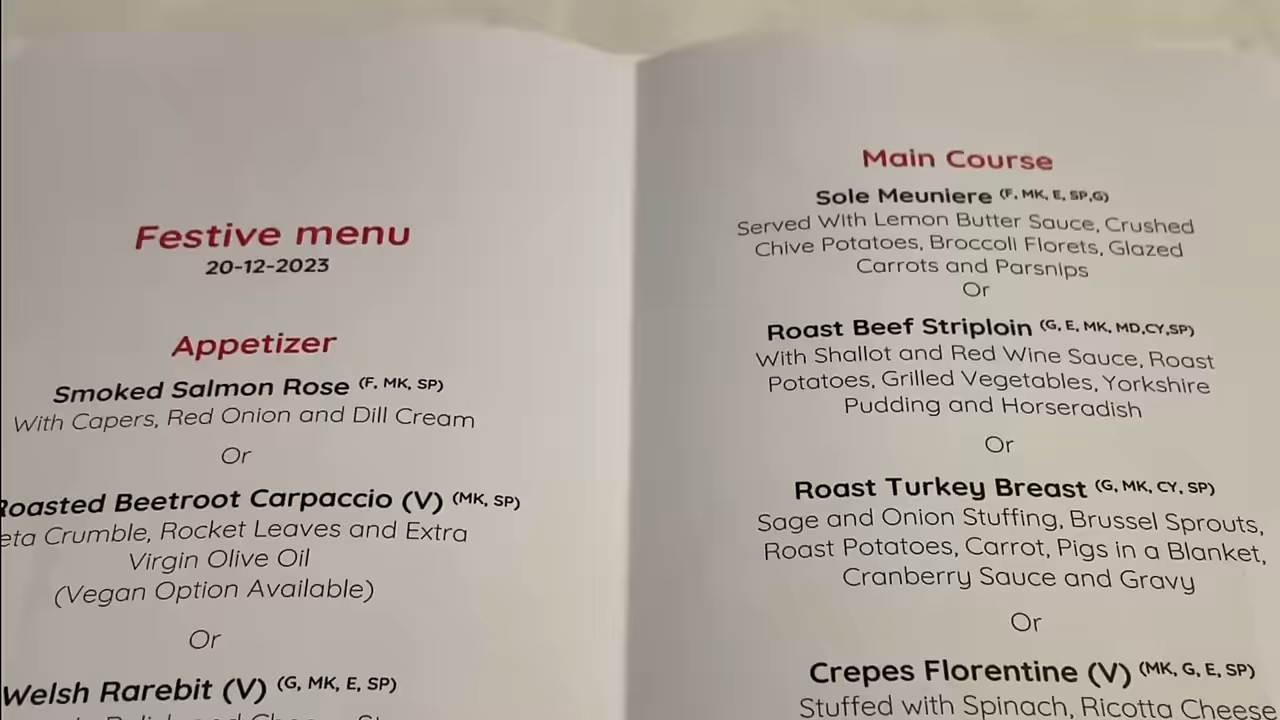 Festive menu
20-12-2023
Appetizer
Smoked Salmon Rose (F, MK, SP)
With Capers, Red Onion and Dill Cream
Or
Roasted Beetroot Carpaccio (V) (MK, SP)
Crumble, Rocket Leaves and Extra
Virgin Olive Oil
(Vegan Option Available)
Or
Welsh Rarebit (V) (G, MK, E, SP)
Main Course
Sole Meuniere (F, MK, E, SP,G)
Served With Lemon Butter Sauce, Crushed
Chive Potatoes, Broccoli Florets, Glazed
Carrots and Parsnips
Or
Roast Beef Striploin (G, E, MK, MD,CY,SP)
With Shallot and Red Wine Sauce, Roast
Potatoes, Grilled Vegetables, Yorkshire
Pudding and Horseradish
Or
Roast Turkey Breast (G, MK, CY, SP)
Sage and Onion Stuffing, Brussel Sprouts,
Roast Potatoes, Carrot, Pigs in a Blanket,
Cranberry Sauce and Gravy
Or
Crepes Florentine (V) (MK, G, E, SP)
Stuffed with Spinach, Ricotta Cheese